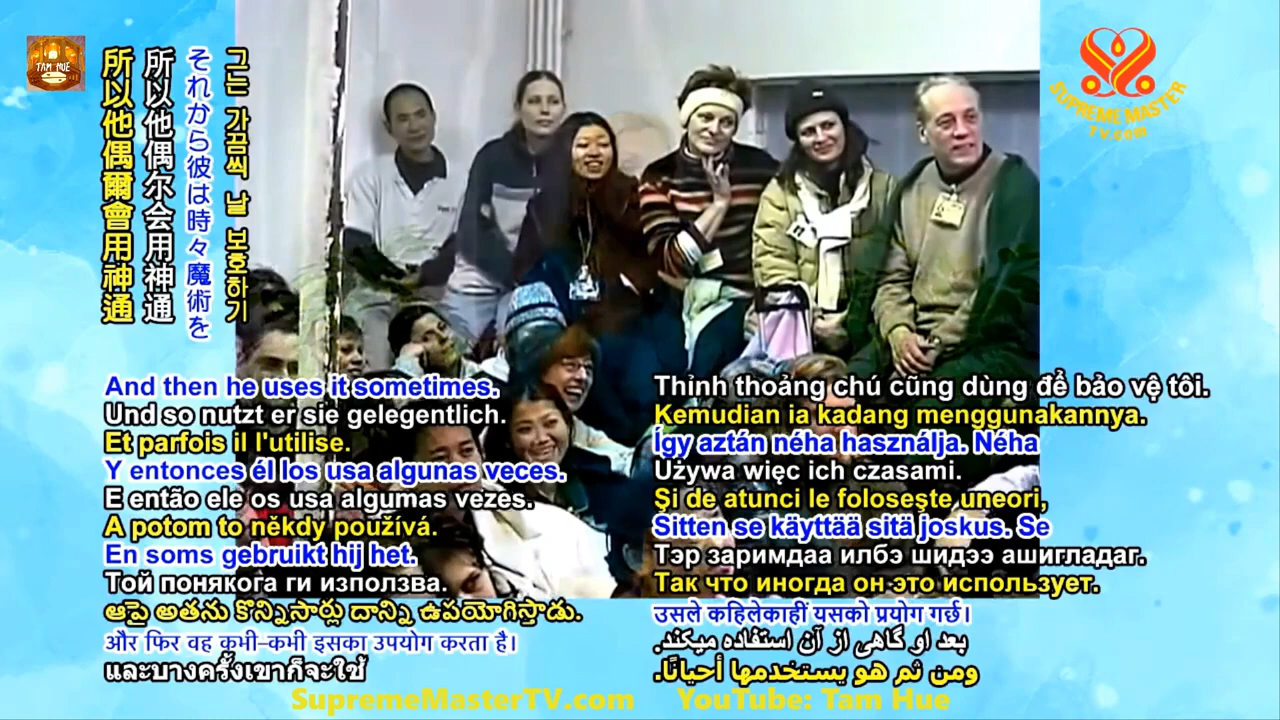 TAM HUE
所以他偶爾會用神通
所以他偶尔会用神通
それから彼は時々魔術を
그는 가끔씩 날 보호하기
SUPREME MASTER
TV.com
And then he uses it sometimes.
Und so nutzt er sie gelegentlich.
Et parfois il l'utilise.
Y entonces él los usa algunas veces.
E então ele os usa algumas vezes.
A potom to někdy používá.
En soms gebruikt hij het.
Той понякога ги използва.
ఆపై అతను కొన్నిసార్లు దాన్ని ఉపయోగిస్తాడు.
और फिर वह कभी-कभी इसका उपयोग करता है।
และบางครั้งเขาก็จะใช้
Thỉnh thoảng chú cũng dùng để bảo vệ tôi.
Kemudian ia kadang menggunakannya.
Így aztán néha használja. Néha
Używa więc ich czasami.
Şi de atunci le foloseşte uneori,
Sitten se käyttää sitä joskus. Se
Тэр заримдаа илбэ шидээ ашигладаг.
Так что иногда он это использует.
उसले कहिलेकाहीं यसको प्रयोग गर्छ।
بعد او گاهی از آن استفاده میکند.
ومن ثم هو يستخدمها أحيانًا.
SupremeMasterTV.com
YouTube: Tam Hue